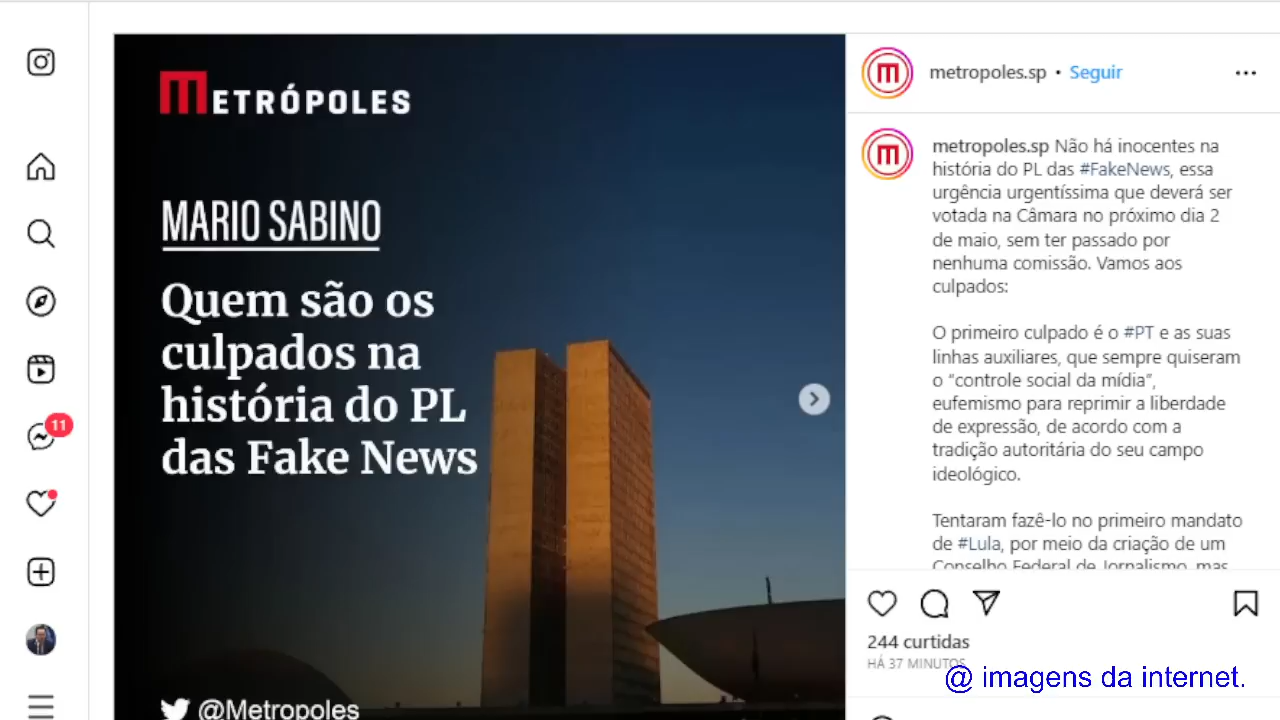 METRÓPOLES
MARIO SABINO
Quem são os
culpados na
história do PL
das Fake News
@Metropoles
11
metropoles.sp • Seguir
metropoles.sp Não há inocentes na
história do PL das #FakeNews, essa
urgência urgentíssima que deverá ser
votada na Câmara no próximo dia 2
de maio, sem ter passado por
nenhuma comissão. Vamos aos
culpados:
O primeiro culpado é o #PT e as suas
linhas auxiliares, que sempre quiseram
o “controle social da mídia”,
eufemismo para reprimir a liberdade
de expressão, de acordo com a
tradição autoritária do seu campo
ideológico.
Tentaram fazê-lo no primeiro mandato
de #Lula, por meio da criação de um
Conselho Federal de Jornalismo, mas
244 curtidas
HÁ 37 MINUTOS
@ imagens da internet.